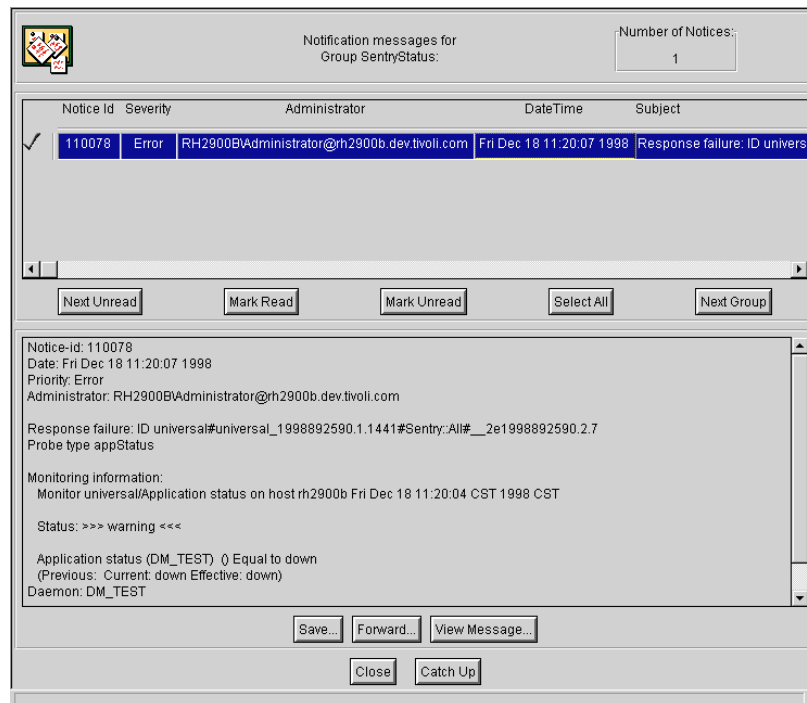 Notification messages for
Group SentryStatus:
Number of Notices:
1
Notice Id Severity Administrator DateTime Subject
110078 Error RH2900B\Administrator@rh2900b.dev.tivoli.com Fri Dec 18 11:20:07 1998 Response failure: ID univers
Next Unread Mark Read Mark Unread Select All Next Group
Notice-id: 110078
Date: Fri Dec 18 11:20:07 1998
Priority: Error
Administrator: RH2900B\Administrator@rh2900b.dev.tivoli.com
Response failure: ID universal#universal_1998892590.1.1441#Sentry::All#__2e1998892590.2.7
Probe type appStatus
Monitoring information:
Monitor universal/Application status on host rh2900b Fri Dec 18 11:20:04 CST 1998 CST
Status: >>> warning <<<
Application status (DM_TEST) () Equal to down
(Previous: Current: down Effective: down)
Daemon: DM_TEST
Save... Forward... View Message...
Close Catch Up